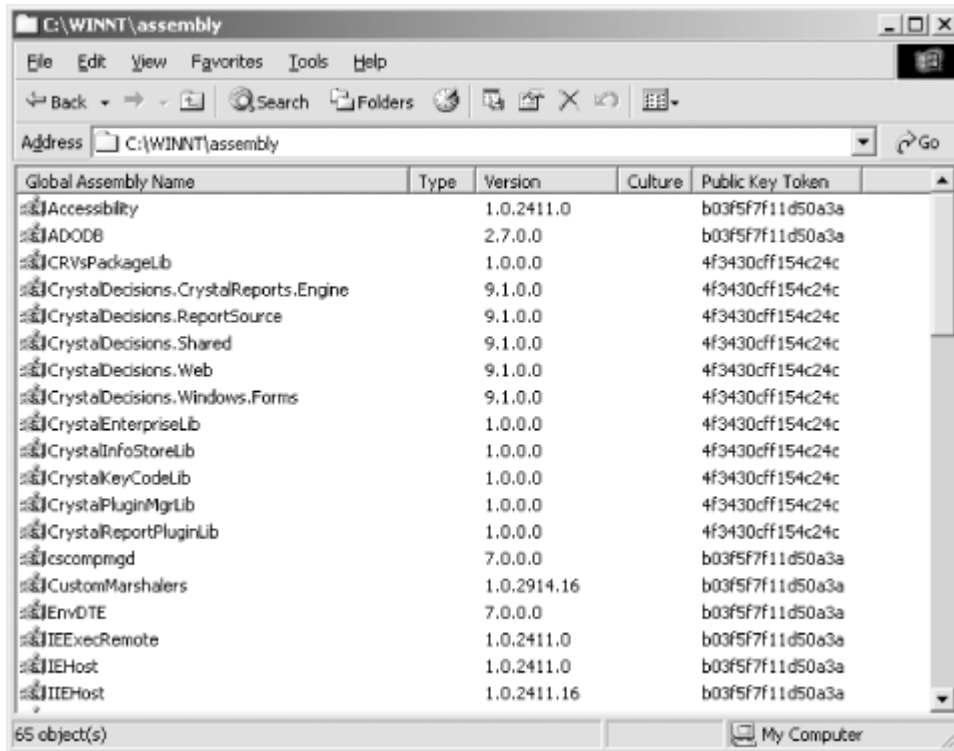 C:\WINNT\assembly
File Edit View Favorites Tools Help
Back Search Folders
Address C:\WINNT\assembly Go
Global Assembly Name Type Version Culture Public Key Token
Accessibility 1.0.2411.0 b03f5f7f11d50a3a
ADODB 2.7.0.0 b03f5f7f11d50a3a
CRVsPackageLib 1.0.0.0 4f3430cff154c24c
CrystalDecisions.CrystalReports.Engine 9.1.0.0 4f3430cff154c24c
CrystalDecisions.ReportSource 9.1.0.0 4f3430cff154c24c
CrystalDecisions.Shared 9.1.0.0 4f3430cff154c24c
CrystalDecisions.Web 9.1.0.0 4f3430cff154c24c
CrystalDecisions.Windows.Forms 9.1.0.0 4f3430cff154c24c
CrystalEnterpriseLib 1.0.0.0 4f3430cff154c24c
CrystalInfoStoreLib 1.0.0.0 4f3430cff154c24c
CrystalKeyCodeLib 1.0.0.0 4f3430cff154c24c
CrystalPluginMgrLib 1.0.0.0 4f3430cff154c24c
CrystalReportPluginLib 1.0.0.0 4f3430cff154c24c
cscompmgd 7.0.0.0 b03f5f7f11d50a3a
CustomMarshalers 1.0.2914.16 b03f5f7f11d50a3a
EnvDTE 7.0.0.0 b03f5f7f11d50a3a
IEExecRemote 1.0.2411.0 b03f5f7f11d50a3a
IEHost 1.0.2411.0 b03f5f7f11d50a3a
IIEHost 1.0.2411.16 b03f5f7f11d50a3a
65 object(s) My Computer